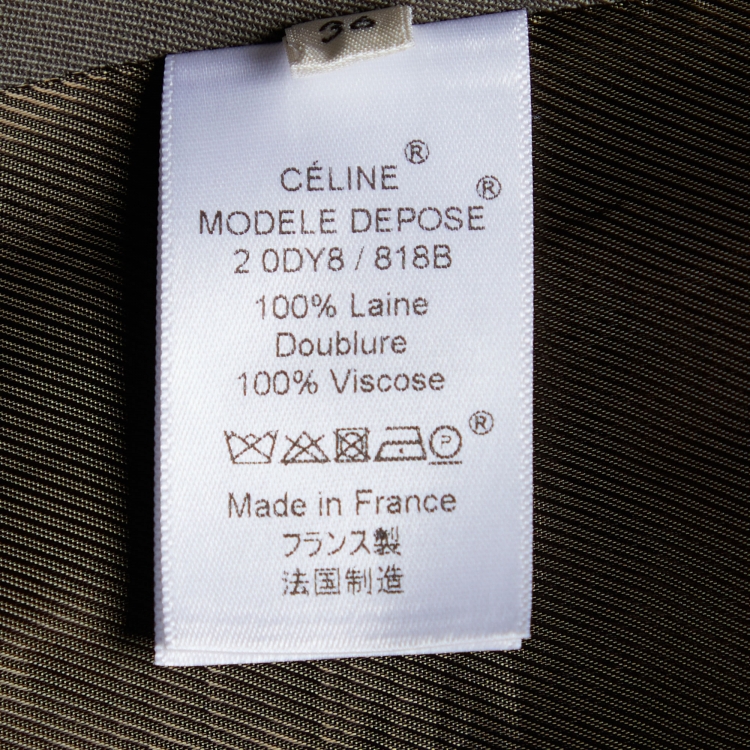 36
CÉLINE®
MODELE DEPOSE®
2 0DY8 / 818B
100% Laine
Doublure
100% Viscose
P ®
Made in France
フランス製
法国制造